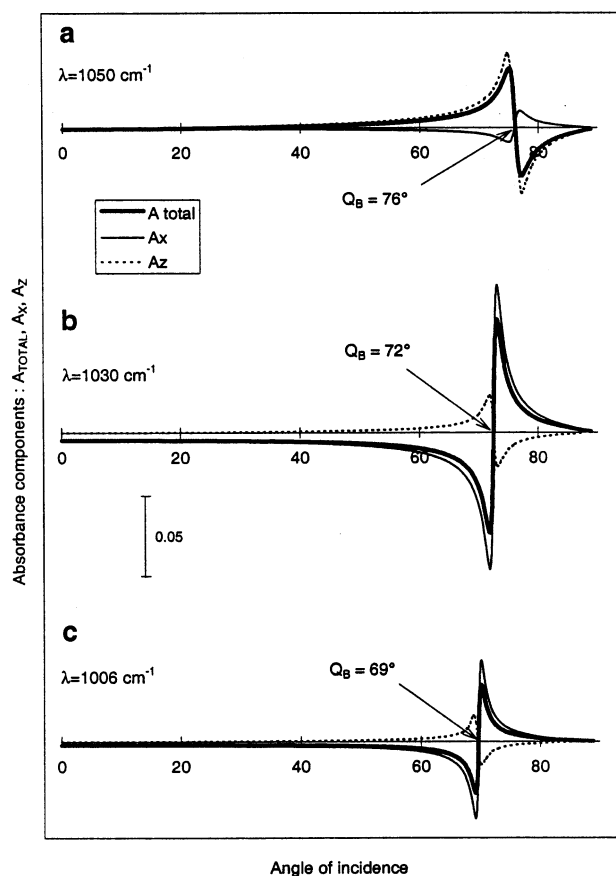 a
λ=1050 cm⁻¹
0 20 40 60 80
Q_B = 76°
A total
Ax
Az
b
λ=1030 cm⁻¹
Q_B = 72°
0 20 40 60 80
0.05
c
λ=1006 cm⁻¹
Q_B = 69°
0 20 40 60 80
Absorbance components : A_TOTAL, A_X, A_Z
Angle of incidence